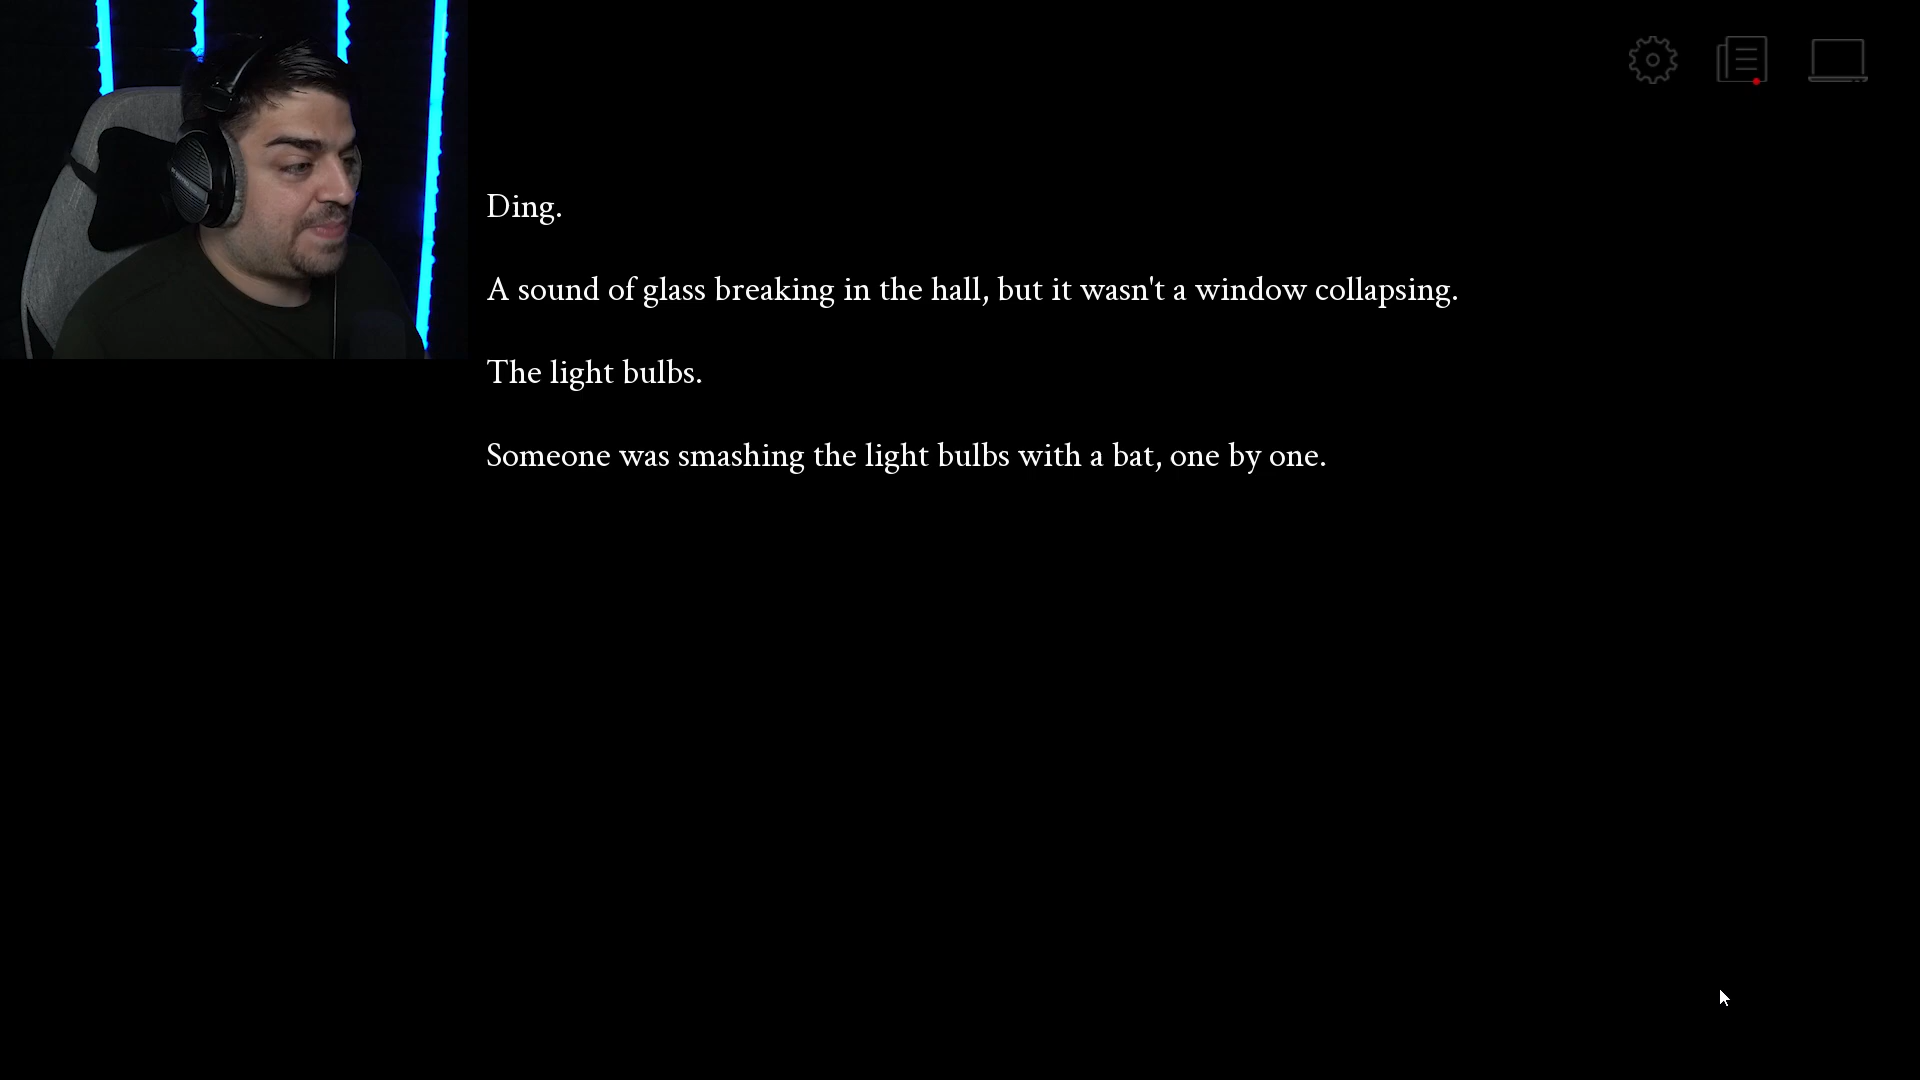 Ding.
A sound of glass breaking in the hall, but it wasn't a window collapsing.
The light bulbs.
Someone was smashing the light bulbs with a bat, one by one.